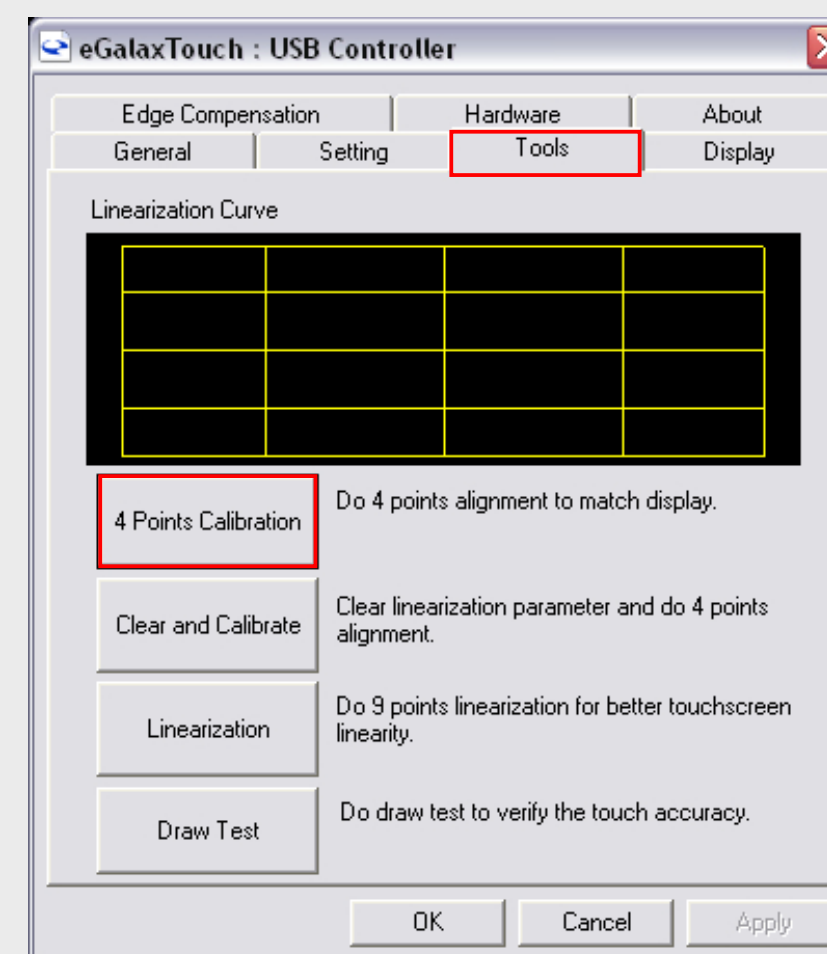 eGalaxTouch : USB Controller
Edge Compensation Hardware About
General Setting Tools Display
Linearization Curve
4 Points Calibration
Do 4 points alignment to match display.
Clear and Calibrate
Clear linearization parameter and do 4 points
alignment.
Linearization
Do 9 points linearization for better touchscreen
linearity.
Draw Test
Do draw test to verify the touch accuracy.
OK Cancel Apply